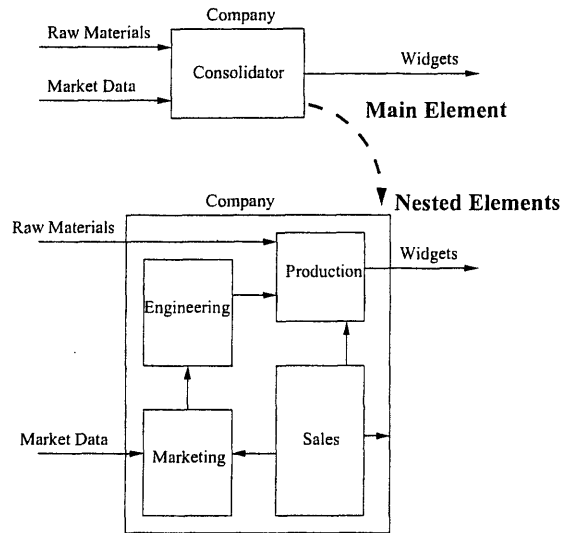 Company
Raw Materials
Consolidator
Widgets
Market Data
Main Element
Company
Nested Elements
Raw Materials
Production
Widgets
Engineering
Market Data
Marketing
Sales